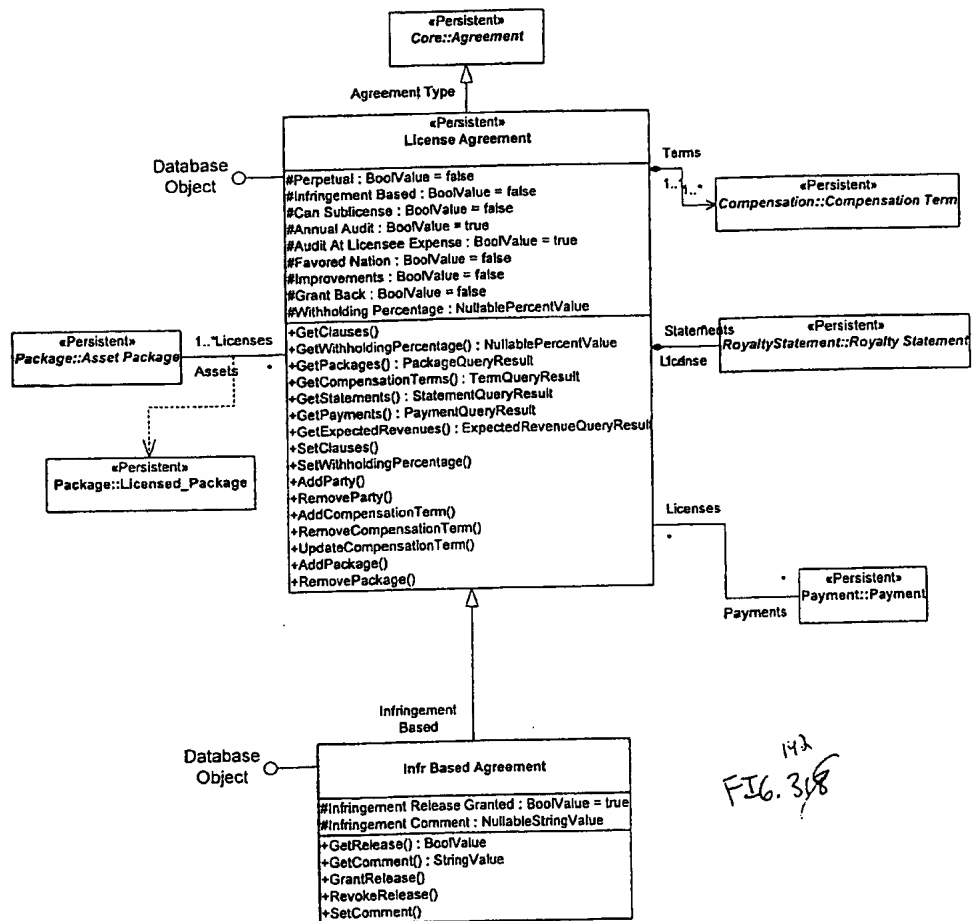 «Persistent»
Core::Agreement
Agreement Type
«Persistent»
License Agreement
Database
Object
#Perpetual : BoolValue = false
#Infringement Based : BoolValue = false
#Can Sublicense : BoolValue = false
#Annual Audit : BoolValue = true
#Audit At Licensee Expense : BoolValue = true
#Favored Nation : BoolValue = false
#Improvements : BoolValue = false
#Grant Back : BoolValue = false
#Withholding Percentage : NullablePercentValue
+GetClauses()
+GetWithholdingPercentage() : NullablePercentValue
+GetPackages() : PackageQueryResult
+GetCompensationTerms() : TermQueryResult
+GetStatements() : StatementQueryResult
+GetPayments() : PaymentQueryResult
+GetExpectedRevenues() : ExpectedRevenueQueryResult
+SetClauses()
+SetWithholdingPercentage()
+AddParty()
+RemoveParty()
+AddCompensationTerm()
+RemoveCompensationTerm()
+UpdateCompensationTerm()
+AddPackage()
+RemovePackage()
Terms
1..*
1..*
«Persistent»
Compensation::Compensation Term
Statements
License
«Persistent»
RoyaltyStatement::Royalty Statement
«Persistent»
Package::Asset Package
1..*
Licenses
Assets
*
«Persistent»
Package::Licensed_Package
Licenses
*
*
Payments
«Persistent»
Payment::Payment
Infringement
Based
Database
Object
Infr Based Agreement
#Infringement Release Granted : BoolValue = true
#Infringement Comment : NullableStringValue
+GetRelease() : BoolValue
+GetComment() : StringValue
+GrantRelease()
+RevokeRelease()
+SetComment()
FIG.